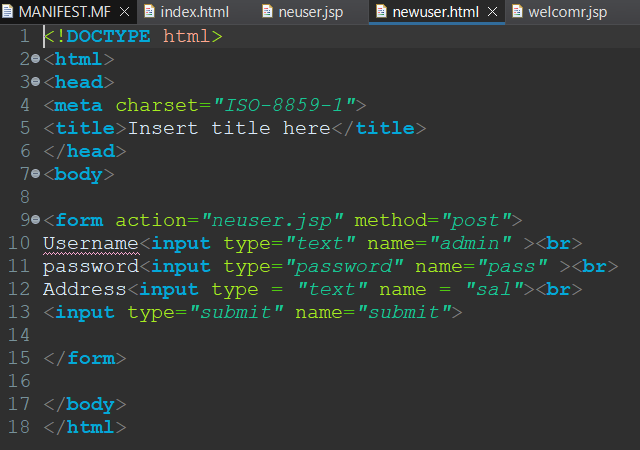 MANIFEST.MF index.html neuser.jsp newuser.html welcomr.jsp
1 <!DOCTYPE html>
2 <html>
3 <head>
4 <meta charset="ISO-8859-1">
5 <title>Insert title here</title>
6 </head>
7 <body>
8
9 <form action="neuser.jsp" method="post">
10 Username<input type="text" name="admin" ><br>
11 password<input type="password" name="pass" ><br>
12 Address<input type = "text" name = "sal"><br>
13 <input type="submit" name="submit">
14
15 </form>
16
17 </body>
18 </html>